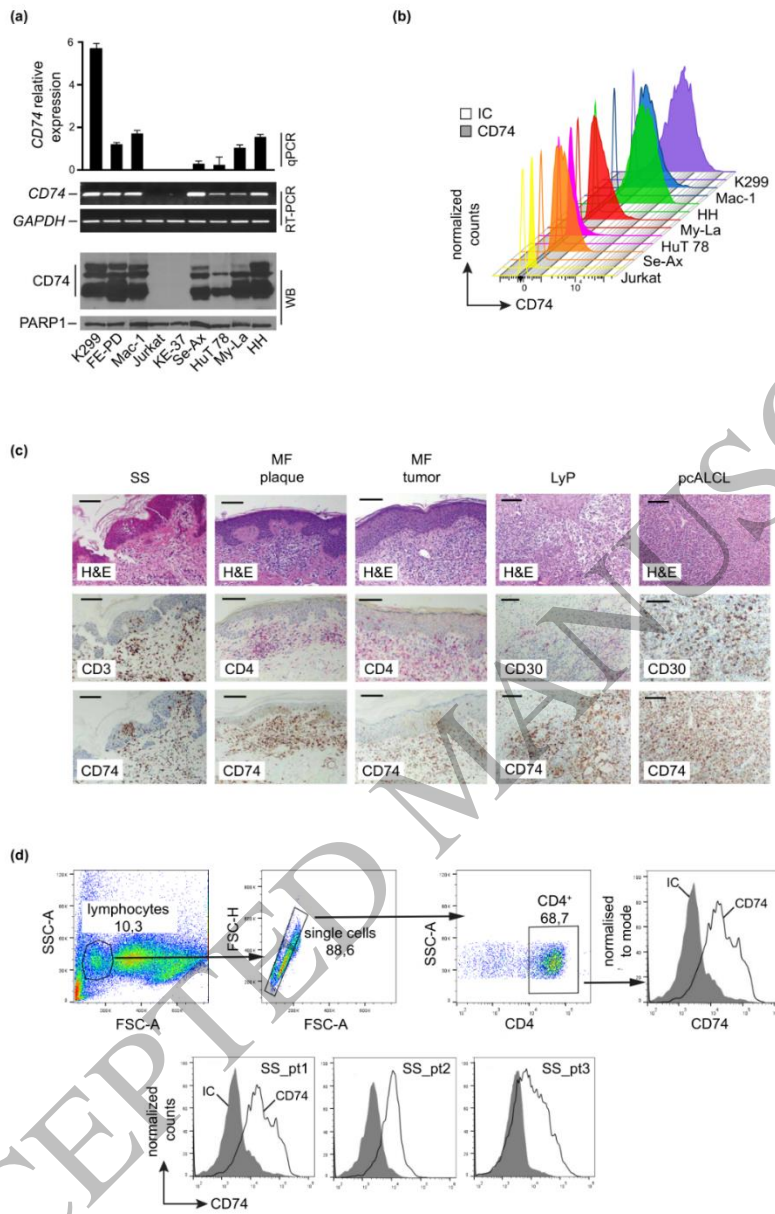 (a)
CD74 relative
expression
6
4
2
0
qPCR
CD74
GAPDH
RT-PCR
CD74
PARP1
WB
K299
FE-PD
Mac-1
Jurkat
KE-37
Se-Ax
HuT 78
My-La
HH
(b)
IC
CD74
normalized
counts
CD74
0
10⁴
K299
Mac-1
HH
My-La
HuT 78
Se-Ax
Jurkat
(c)
SS
MF
plaque
MF
tumor
LyP
pcALCL
H&E
H&E
H&E
H&E
H&E
CD3
CD4
CD4
CD30
CD30
CD74
CD74
CD74
CD74
CD74
(d)
SSC-A
lymphocytes
10,3
FSC-A
FSC-H
single cells
88,6
FSC-A
SSC-A
CD4⁺
68,7
CD4
normalised
to mode
IC
CD74
CD74
normalized
counts
CD74
SS_pt1
IC
CD74
SS_pt2
SS_pt3
CEPTED MANUSC